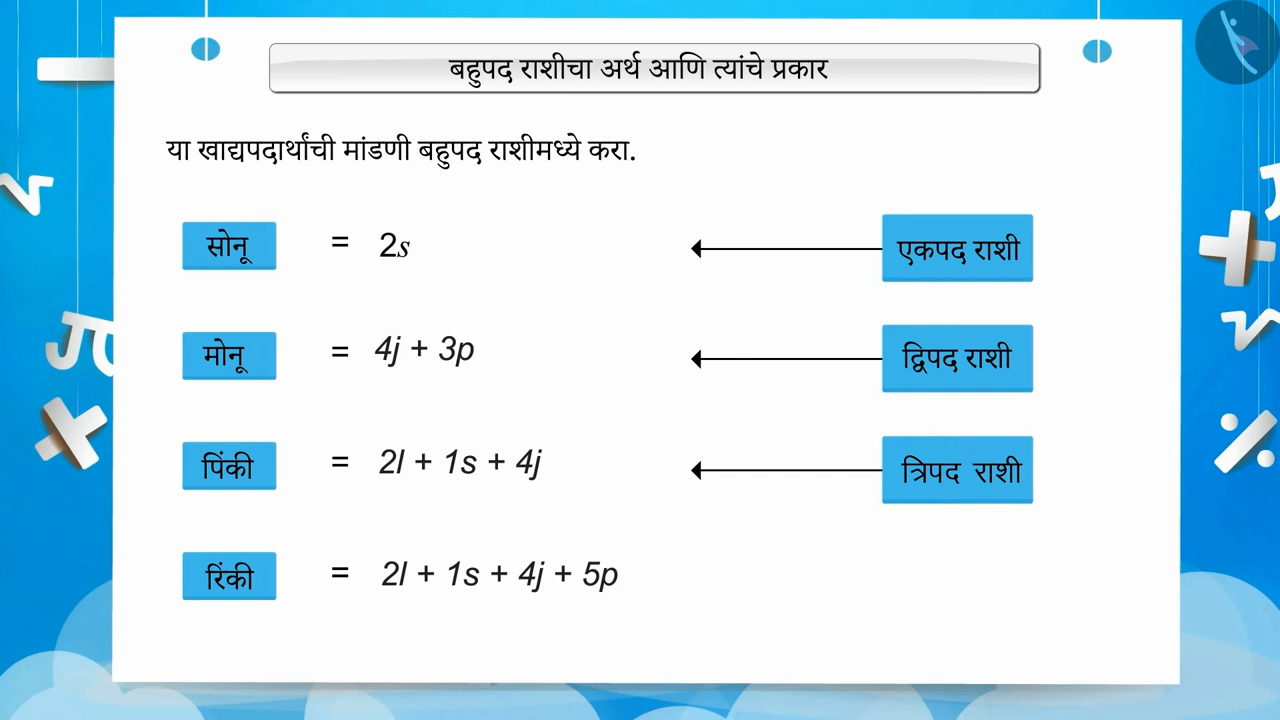 बहुपद राशीचा अर्थ आणि त्यांचे प्रकार
या खाद्यपदार्थांची मांडणी बहुपद राशीमध्ये करा.
सोनू = 2s एकपद राशी
मोनू = 4j + 3p द्विपद राशी
पिंकी = 2l + 1s + 4j त्रिपद राशी
रिंकी = 2l + 1s + 4j + 5p